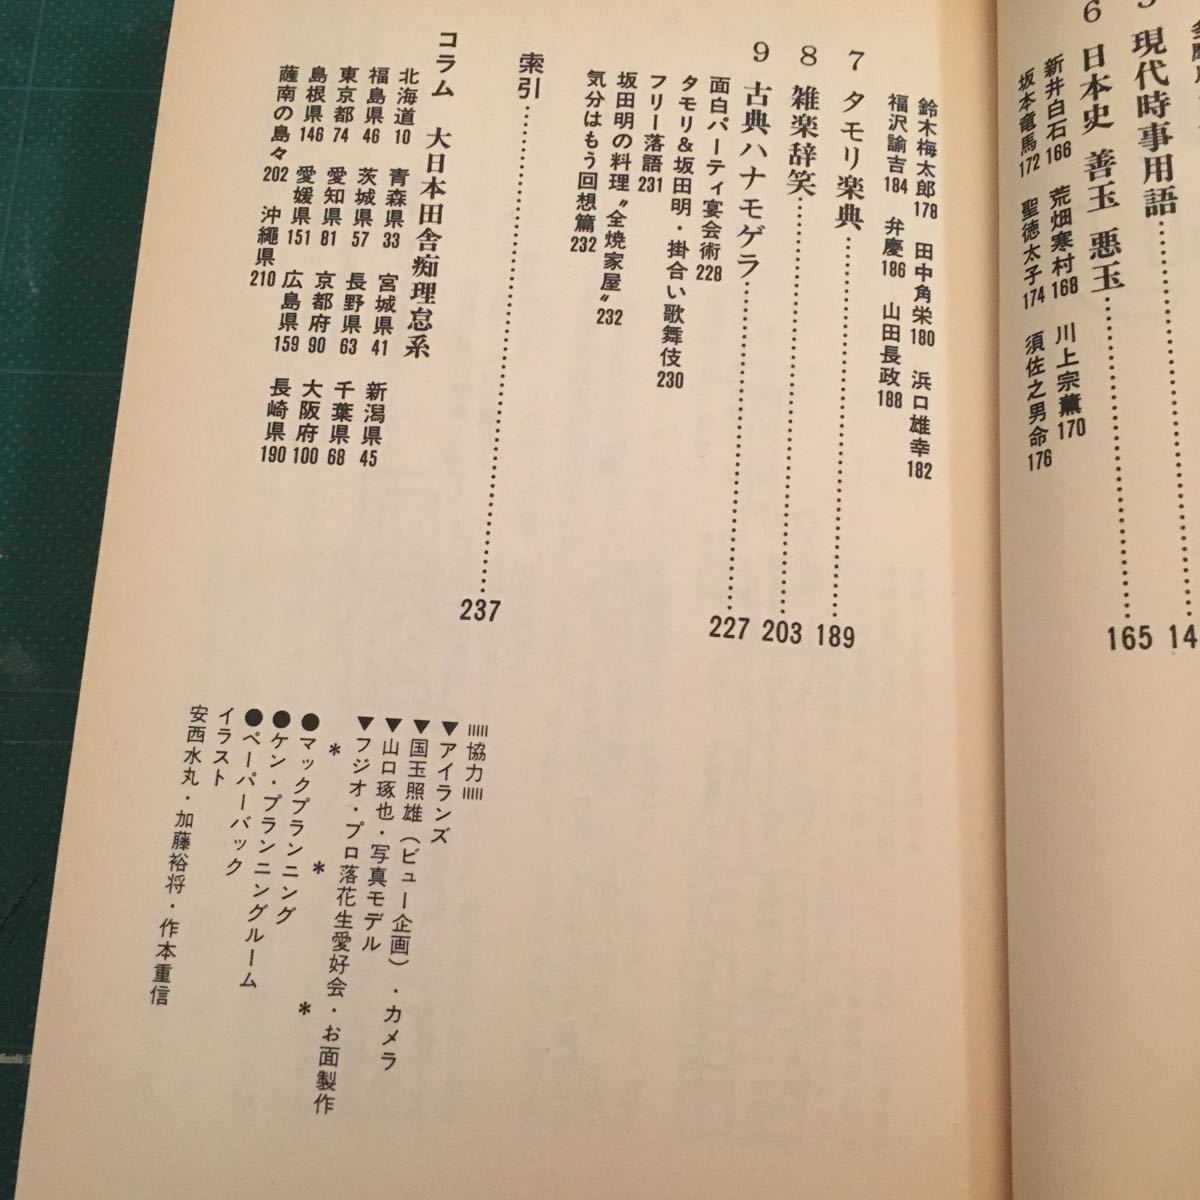 5 現代時事用語……14
6 日本史 善玉 悪玉……165
新井白石166 荒畑寒村168 川上宗薫170
坂本竜馬172 聖徳太子174 須佐之男命176
鈴木梅太郎178 田中角栄180 浜口雄幸182
福沢諭吉184 弁慶186 山田長政188
7 タモリ楽典……189
8 雑楽辞笑……203
9 古典ハナモゲラ……227
面白パーティ宴会術228
タモリ&坂田明・掛合い歌舞伎230
フリー落語231
坂田明の料理〝全焼家屋〟232
気分はもう回想篇232
索引……237
コラム 大日本田舎痴理怠系
北海道10 青森県33 宮城県41 新潟県45
福島県46 茨城県57 長野県63 千葉県68
東京都74 愛知県81 京都府90 大阪府100
島根県146 愛媛県151 広島県159 長崎県190
薩南の島々202 沖縄県210
協力
▼アイランズ
▼国玉照雄(ビュー企画)・カメラ
▼山口琢也・写真モデル
▼フジオ・プロ落花生愛好会・お面製作
* * *
●マックプランニング
●ケン・プランニングルーム
●ペーパーバック
イラスト
安西水丸・加藤裕将・作本重信